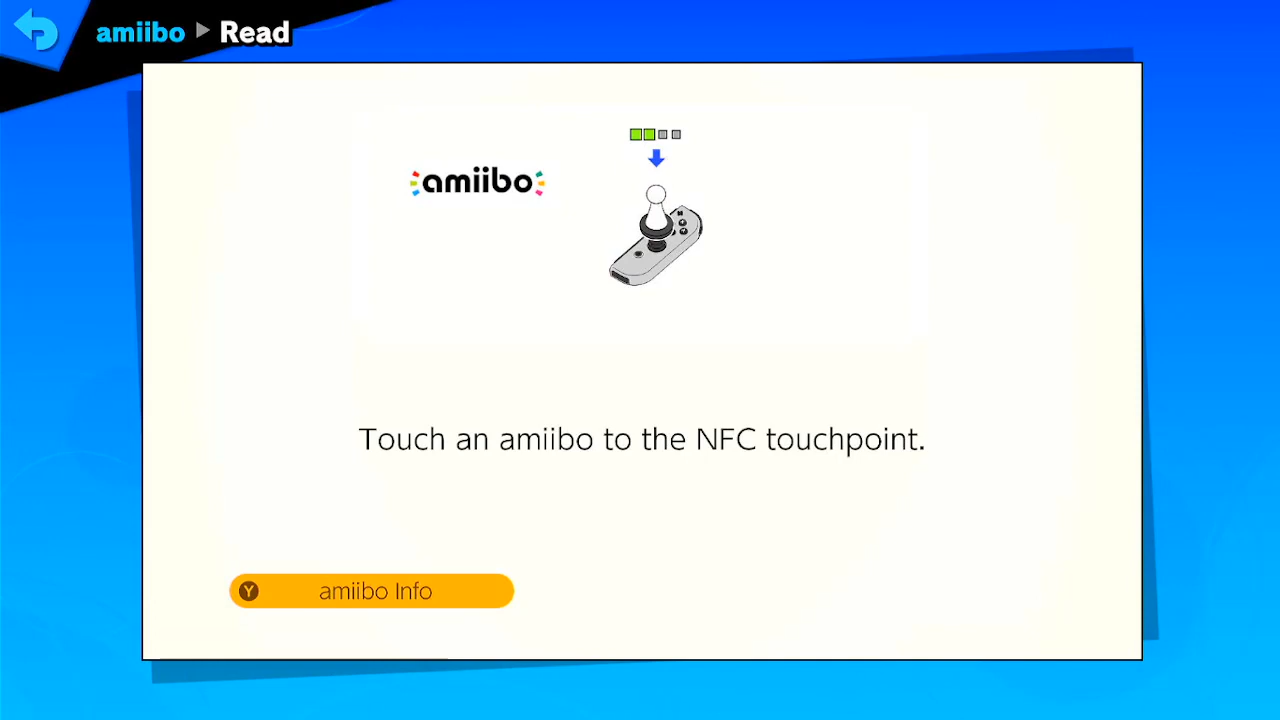 amiibo ▶ Read
amiibo
Touch an amiibo to the NFC touchpoint.
Y amiibo Info